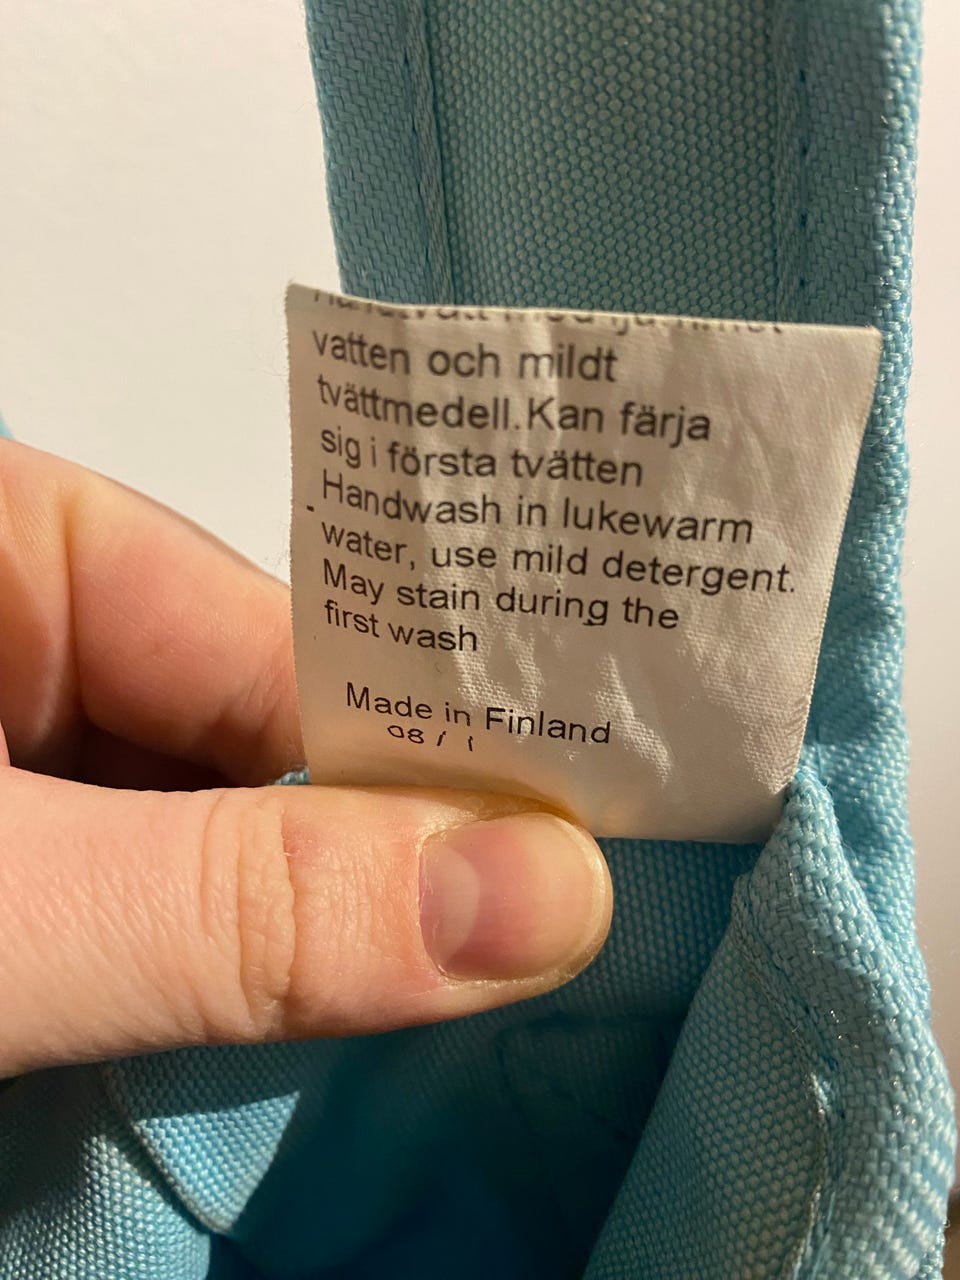 vatten och mildt
tvättmedell. Kan färja
sig i första tvätten
Handwash in lukewarm
water, use mild detergent.
May stain during the
first wash
Made in Finland
08 /